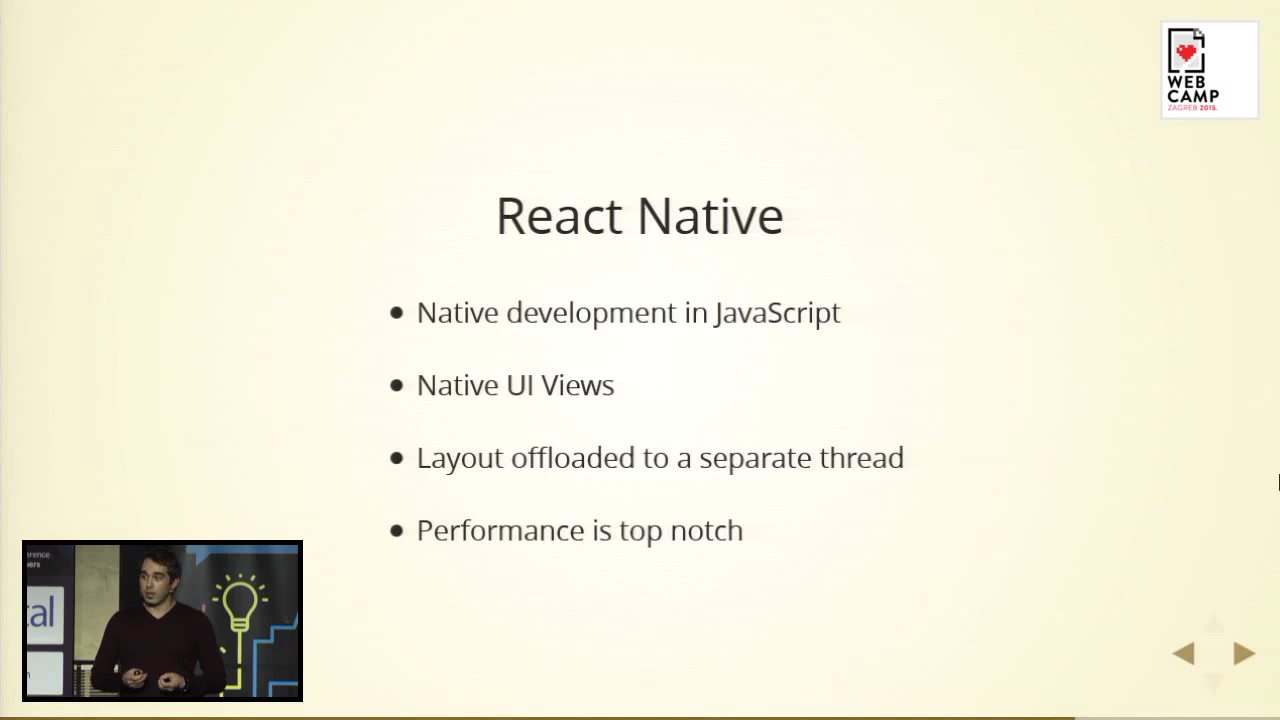 WEB
CAMP
ZAGREB 2015.
React Native
Native development in JavaScript
Native UI Views
Layout offloaded to a separate thread
Performance is top notch